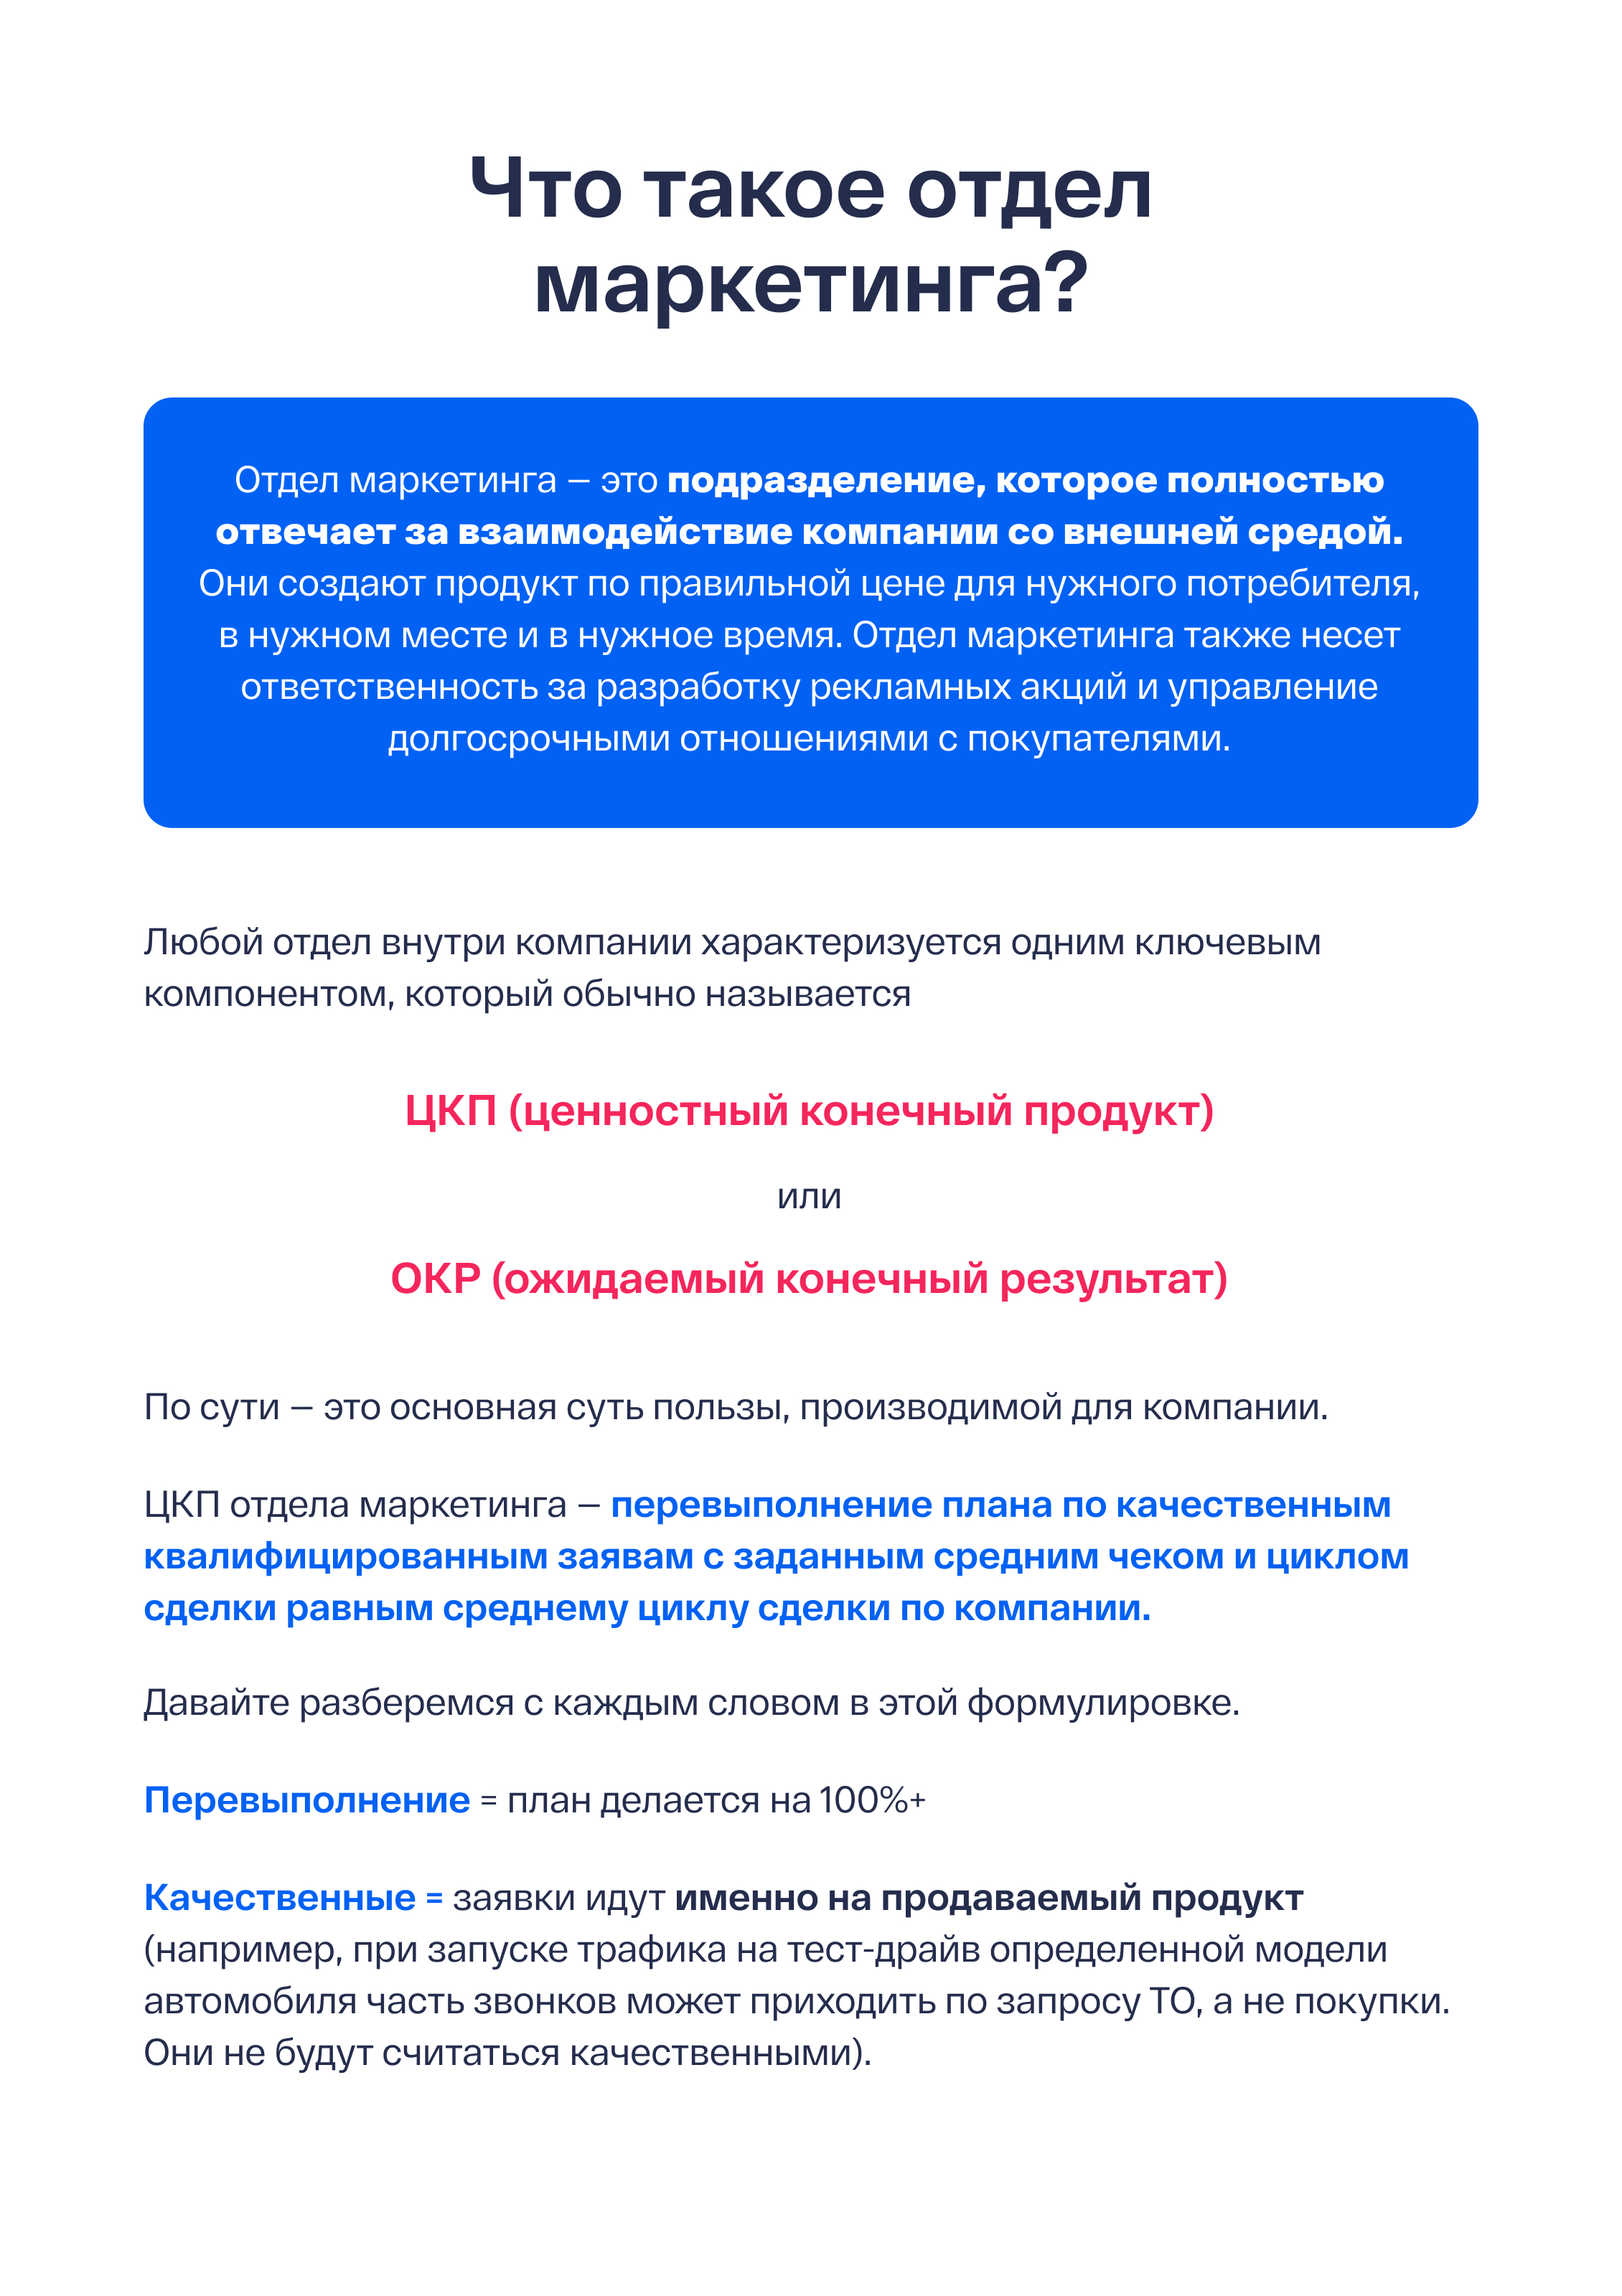 Что такое отдел
маркетинга?
Отдел маркетинга — это подразделение, которое полностью
отвечает за взаимодействие компании со внешней средой.
Они создают продукт по правильной цене для нужного потребителя,
в нужном месте и в нужное время. Отдел маркетинга также несет
ответственность за разработку рекламных акций и управление
долгосрочными отношениями с покупателями.
Любой отдел внутри компании характеризуется одним ключевым
компонентом, который обычно называется
ЦКП (ценностный конечный продукт)
или
ОКР (ожидаемый конечный результат)
По сути — это основная суть пользы, производимой для компании.
ЦКП отдела маркетинга — перевыполнение плана по качественным
квалифицированным заявам с заданным средним чеком и циклом
сделки равным среднему циклу сделки по компании.
Давайте разберемся с каждым словом в этой формулировке.
Перевыполнение = план делается на 100%+
Качественные = заявки идут именно на продаваемый продукт
(например, при запуске трафика на тест-драйв определенной модели
автомобиля часть звонков может приходить по запросу ТО, а не покупки.
Они не будут считаться качественными).